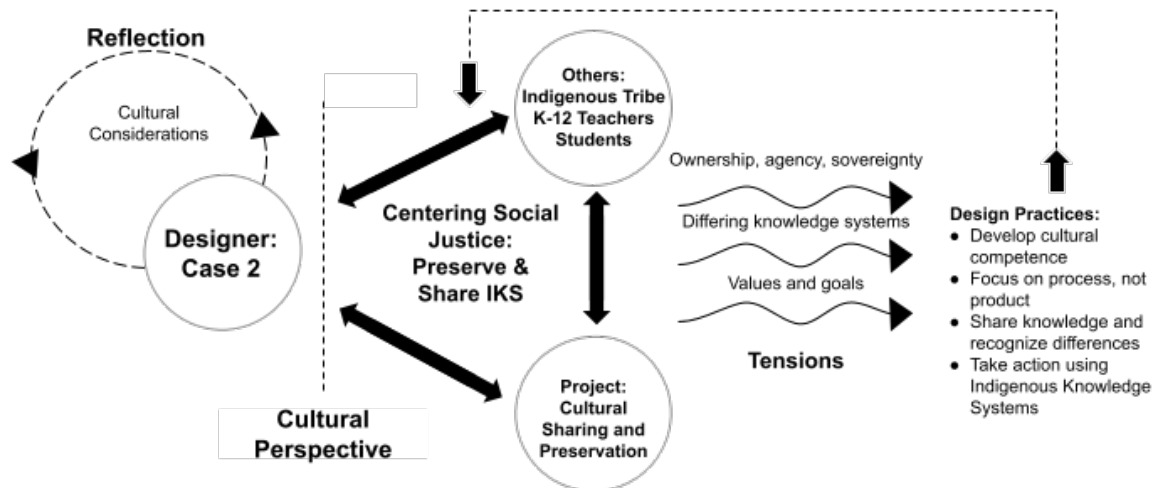 Reflection
Cultural
Considerations
Designer:
Case 2
Cultural
Perspective
Centering Social
Justice:
Preserve &
Share IKS
Others:
Indigenous Tribe
K-12 Teachers
Students
Project:
Cultural
Sharing and
Preservation
Ownership, agency, sovereignty
Differing knowledge systems
Values and goals
Tensions
Design Practices:
● Develop cultural
competence
● Focus on process, not
product
● Share knowledge and
recognize differences
● Take action using
Indigenous Knowledge
Systems